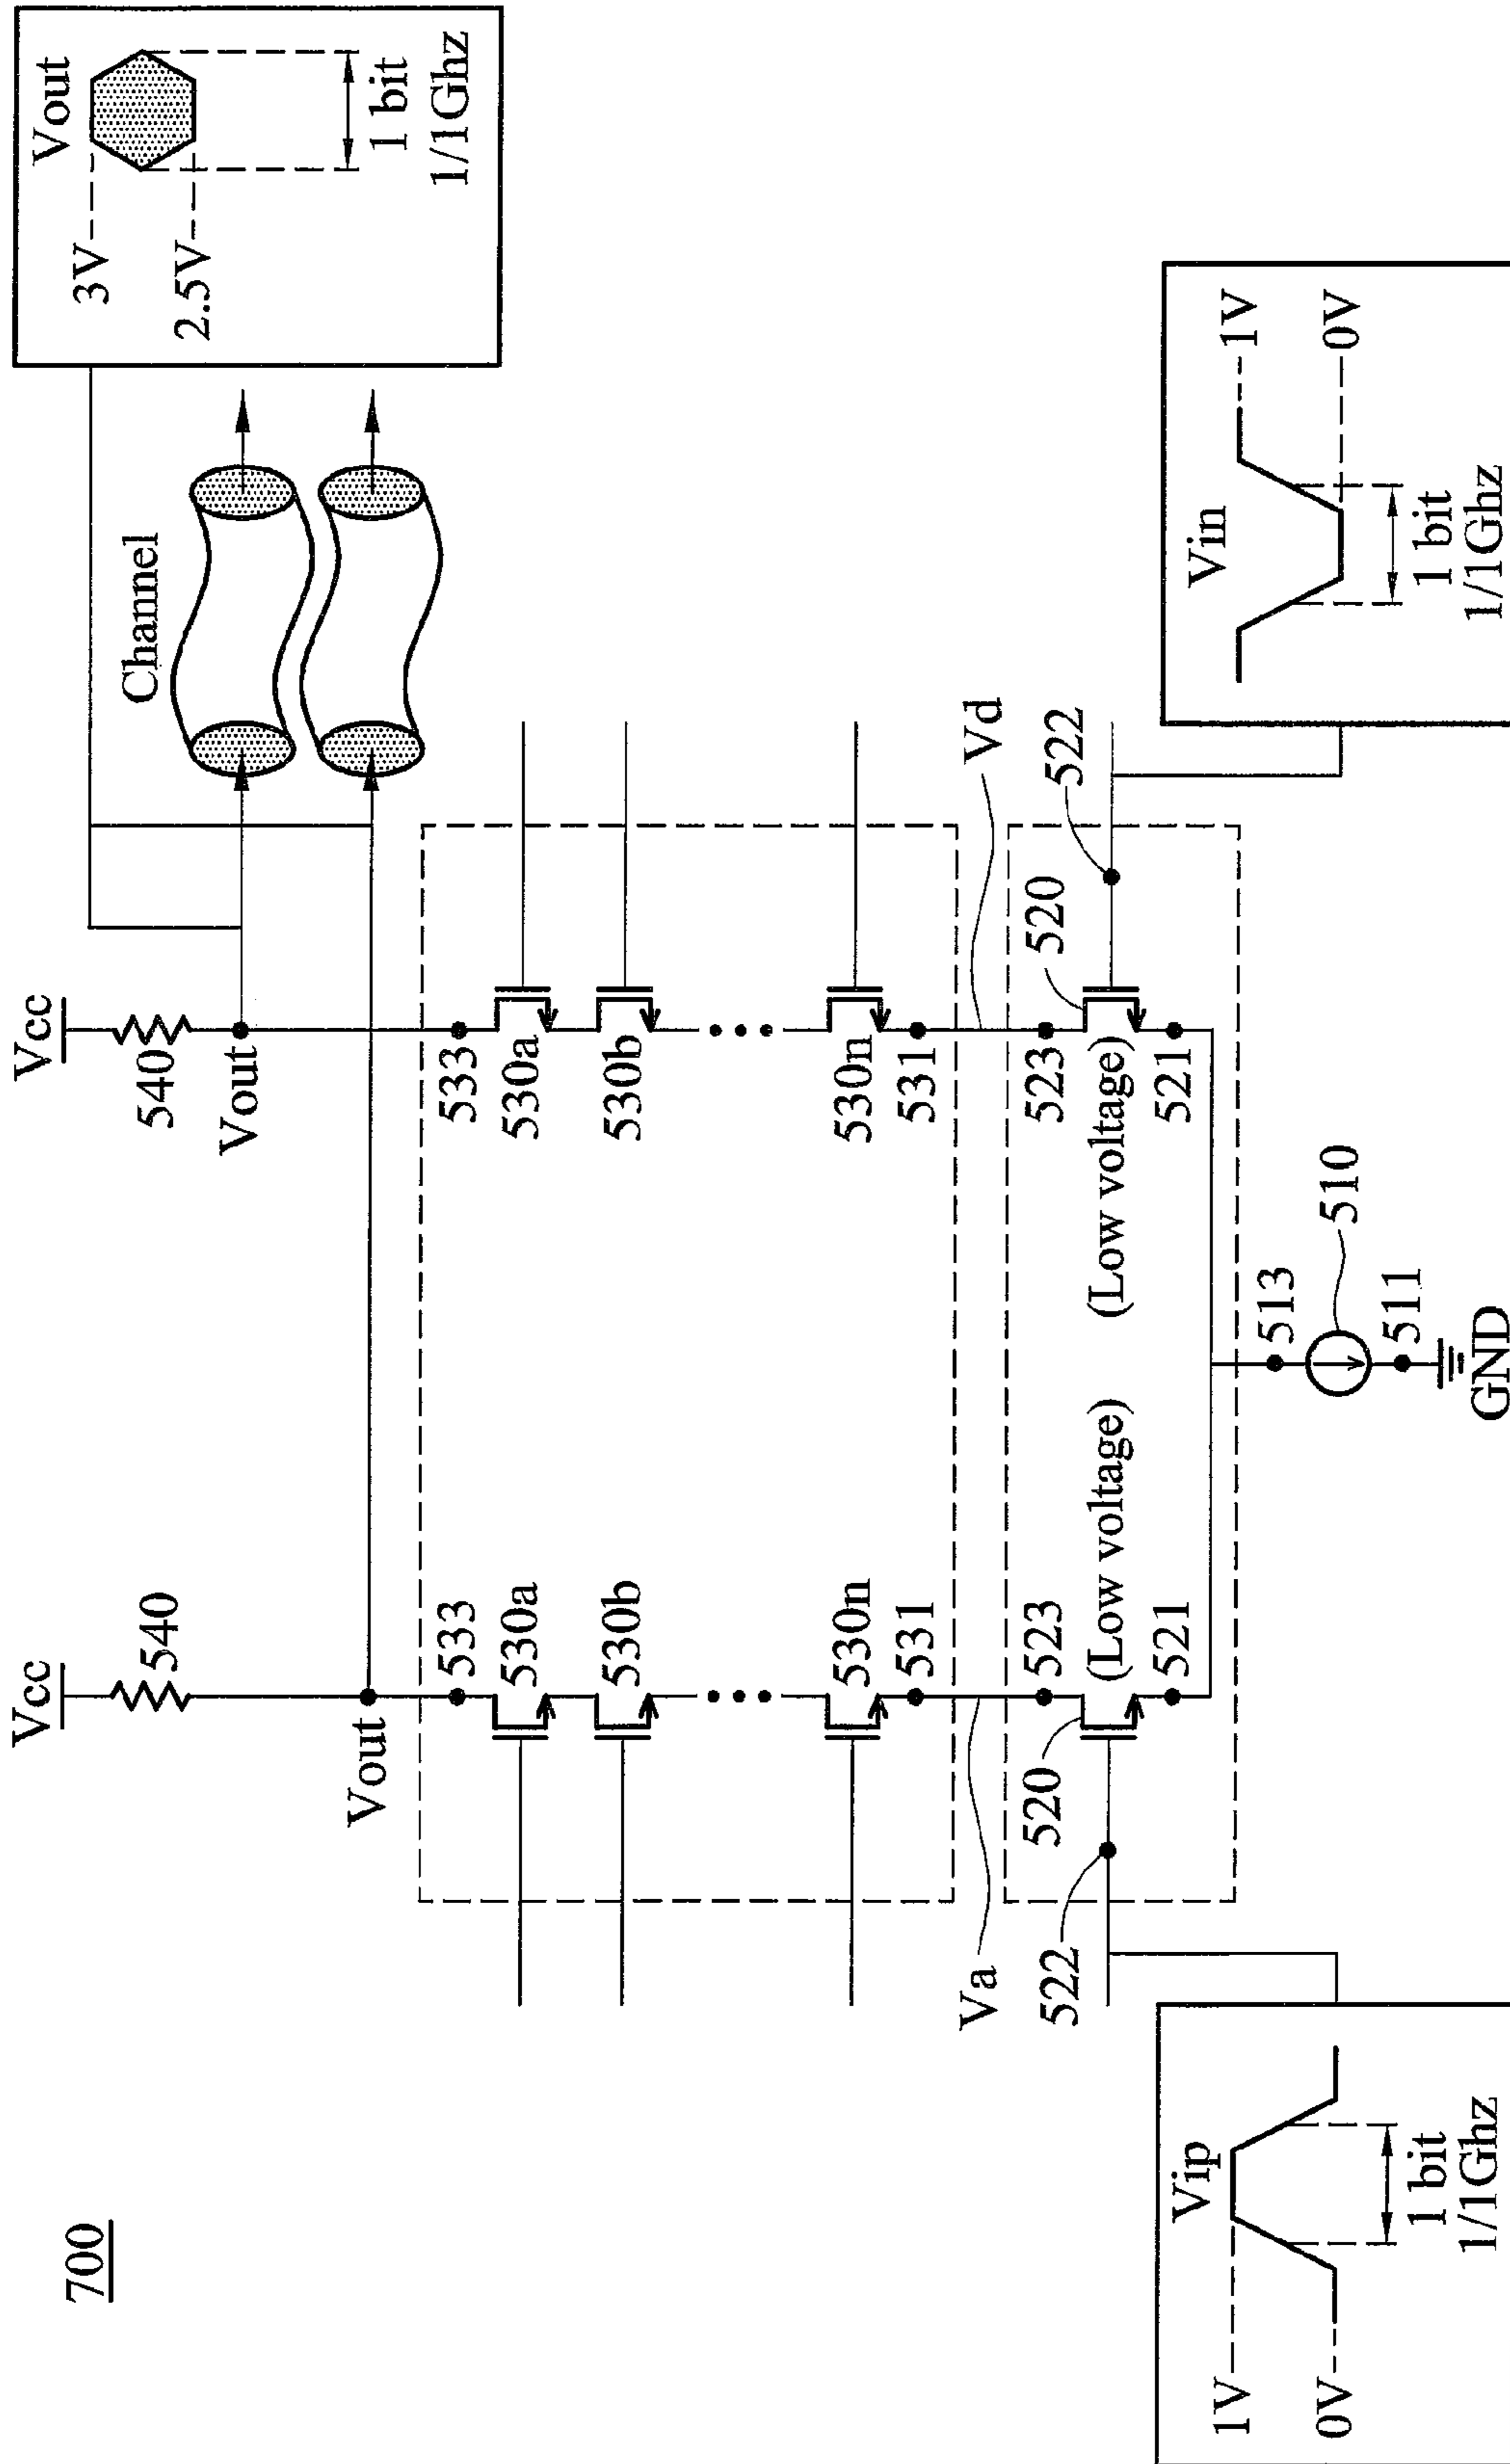 700
Vcc
540
Vout
Vcc
540
Vout
Channel
Vout
3V
2.5V
1 bit
1/1Ghz
533
530a
530b
530n
531
533
530a
530b
530n
531
Va
Vd
523
520
(Low voltage)
521
522
523
520
(Low voltage)
521
522
513
510
511
GND
Vip
1V
0V
1 bit
1/1Ghz
Vin
1V
0V
1 bit
1/1Ghz